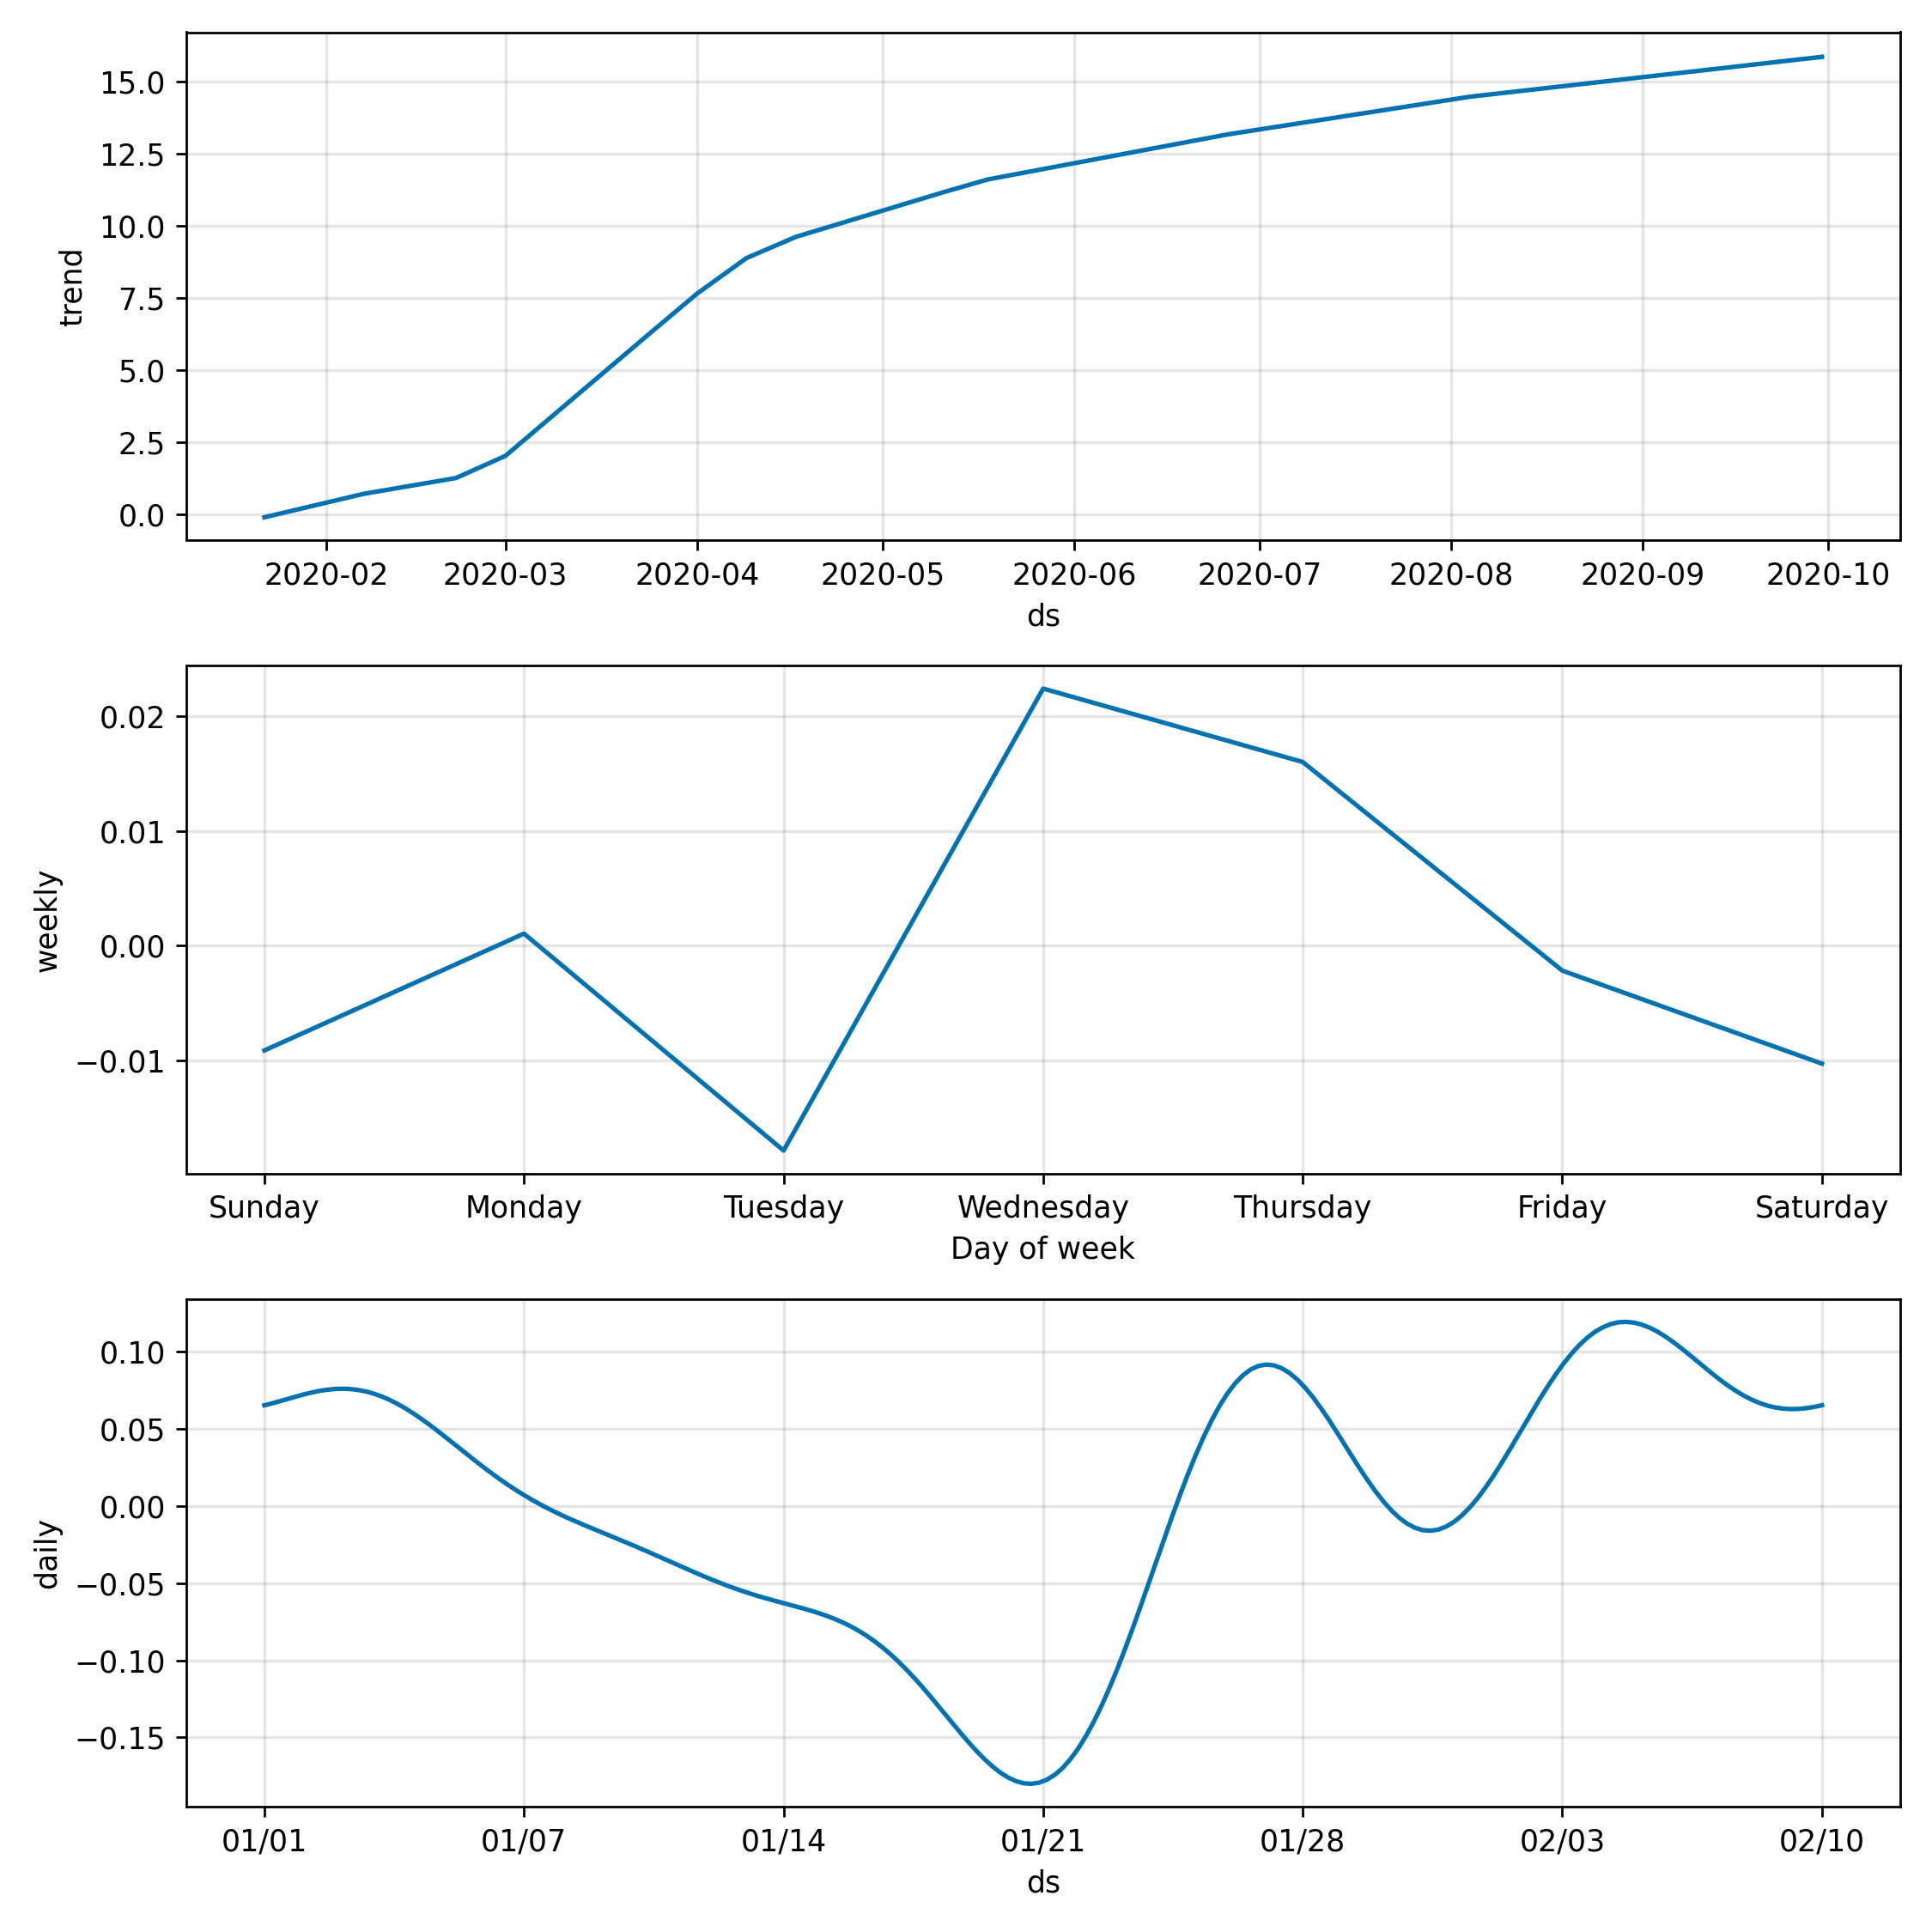 trend
15.0
12.5
10.0
7.5
5.0
2.5
0.0
2020-02 2020-03 2020-04 2020-05 2020-06 2020-07 2020-08 2020-09 2020-10
ds
weekly
0.02
0.01
0.00
−0.01
Sunday Monday Tuesday Wednesday Thursday Friday Saturday
Day of week
daily
0.10
0.05
0.00
−0.05
−0.10
−0.15
01/01 01/07 01/14 01/21 01/28 02/03 02/10
ds